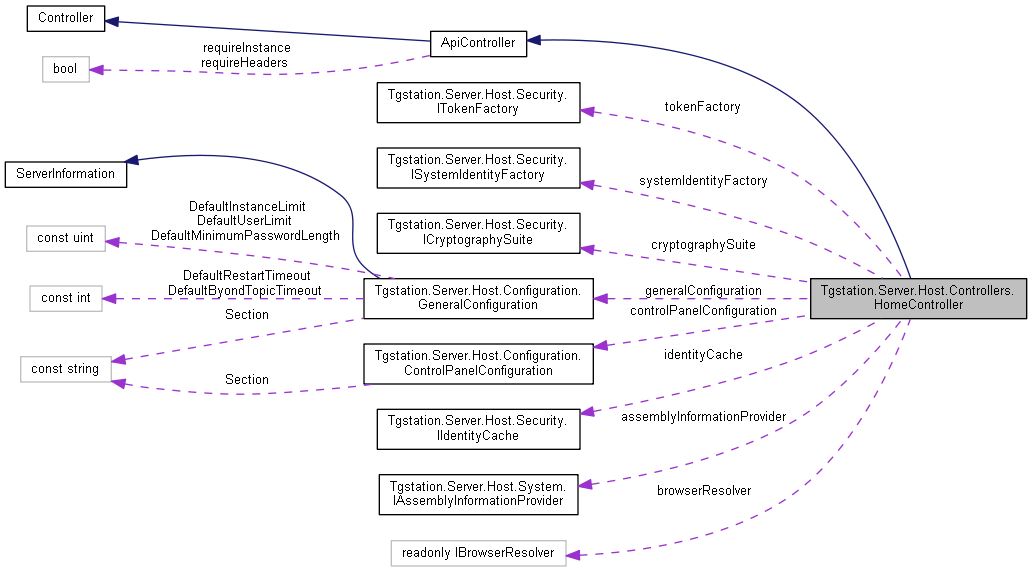 Controller
ApiController
requireInstance
requireHeaders
bool
Tgstation.Server.Host.Security.
ITokenFactory
tokenFactory
Tgstation.Server.Host.Security.
ISystemIdentityFactory
systemIdentityFactory
ServerInformation
Tgstation.Server.Host.Security.
ICryptographySuite
cryptographySuite
DefaultInstanceLimit
DefaultUserLimit
DefaultMinimumPasswordLength
const uint
DefaultRestartTimeout
DefaultByondTopicTimeout
const int
Tgstation.Server.Host.Configuration.
GeneralConfiguration
generalConfiguration
controlPanelConfiguration
Tgstation.Server.Host.Controllers.
HomeController
Section
const string
Tgstation.Server.Host.Configuration.
ControlPanelConfiguration
Section
identityCache
Tgstation.Server.Host.Security.
IIdentityCache
assemblyInformationProvider
Tgstation.Server.Host.System.
IAssemblyInformationProvider
browserResolver
readonly IBrowserResolver